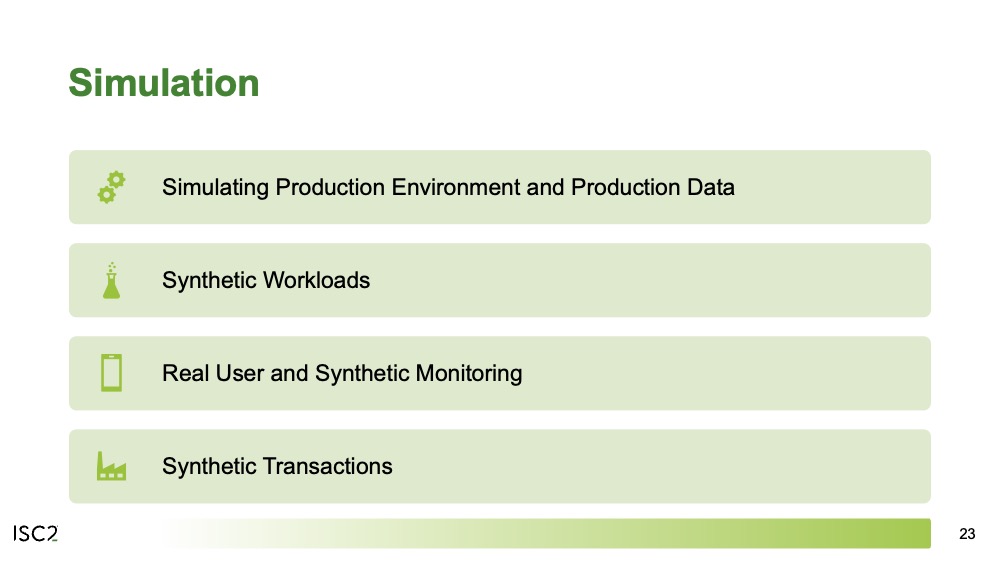 Simulation
Simulating Production Environment and Production Data
Synthetic Workloads
Real User and Synthetic Monitoring
Synthetic Transactions
ISC2
23